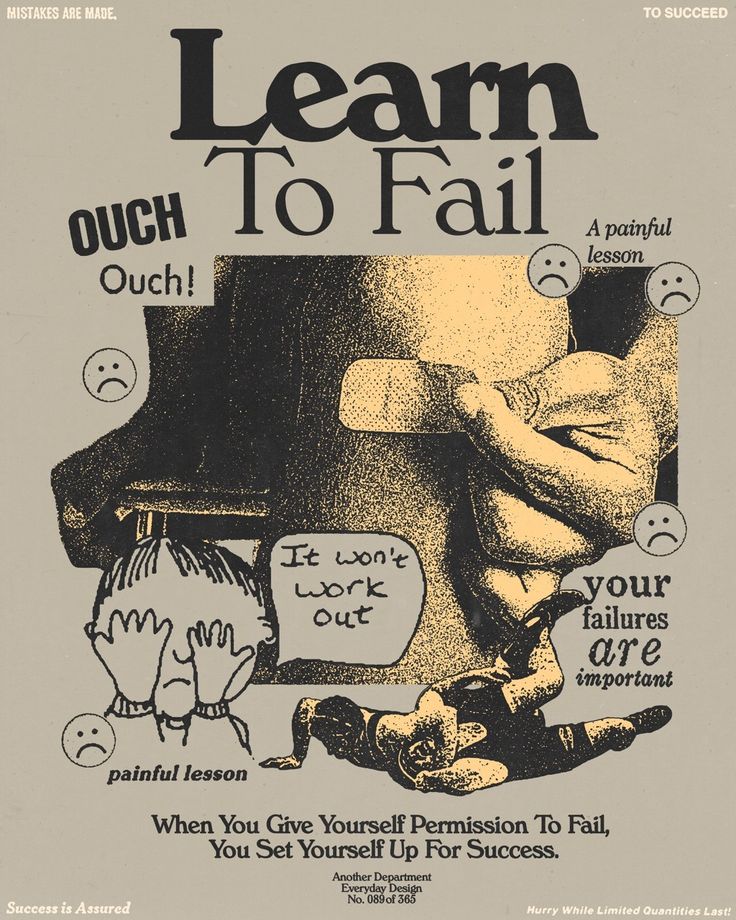 MISTAKES ARE MADE.
TO SUCCEED
Learn
To Fail
OUCH
Ouch!
A painful
lesson
It won't
work
out
your
failures
are
important
painful lesson
When You Give Yourself Permission To Fail,
You Set Yourself Up For Success.
Another Department
Everyday Design
No. 089 of 365
Success is Assured
Hurry While Limited Quantities Last!